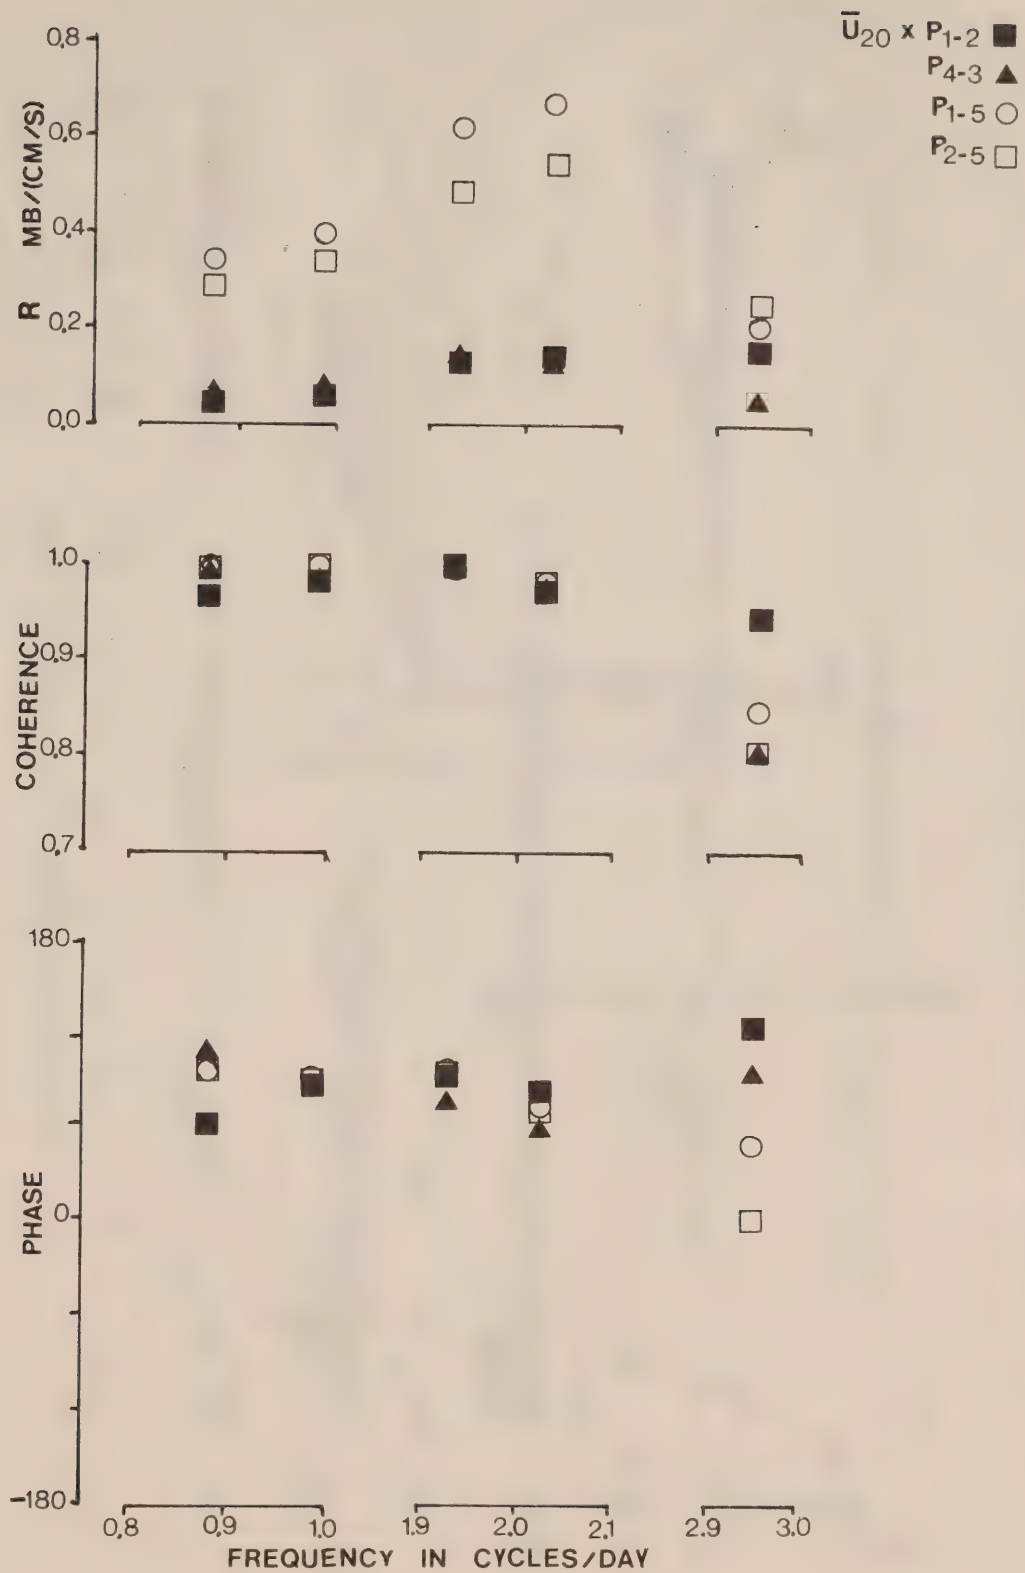 Ū20 x P1-2 ■
P4-3 ▲
P1-5 ○
P2-5 □
R MB/(CM/S)
0.8
0.6
0.4
0.2
0.0
COHERENCE
1.0
0.9
0.8
0.7
PHASE
180
0
-180
0.8 0.9 1.0 1.9 2.0 2.1 2.9 3.0
FREQUENCY IN CYCLES/DAY